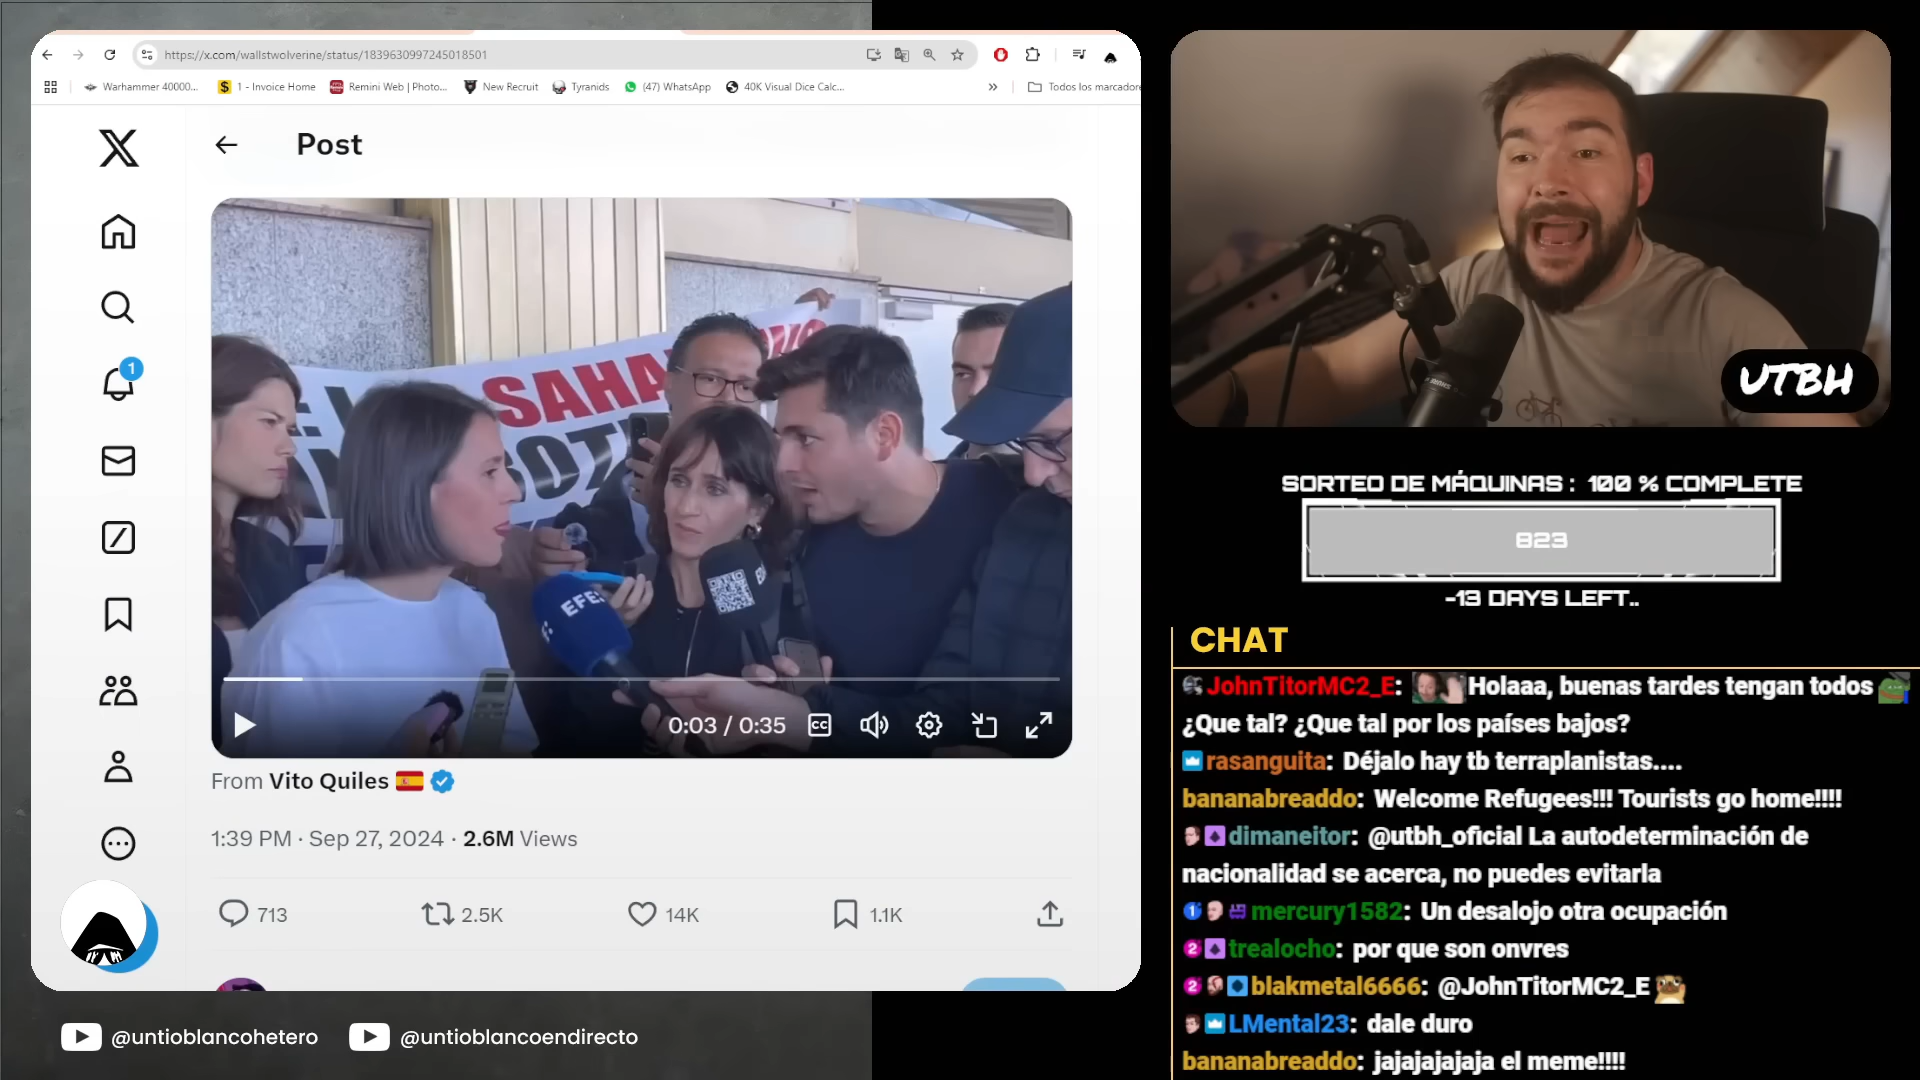 https://x.com/wallstwolverine/status/1839630997245018501
Warhammer 40000...
1 - Invoice Home
Remini Web | Photo...
New Recruit
Tyranids
(47) WhatsApp
40K Visual Dice Calc...
»
Todos los marcadore
Post
1
SAHA
EFE:
CC
0:03 / 0:35
From Vito Quiles
1:39 PM · Sep 27, 2024 · 2.6M Views
713
2.5K
14K
1.1K
@untioblancohetero
@untioblancoendirecto
UTBH
SORTEO DE MÁQUINAS : 100 % COMPLETE
823
-13 DAYS LEFT..
CHAT
JohnTitorMC2_E: Holaaa, buenas tardes tengan todos
¿Que tal? ¿Que tal por los países bajos?
rasanguita: Déjalo hay tb terraplanistas....
bananabreaddo: Welcome Refugees!!! Tourists go home!!!!
dimaneitor: @utbh_oficial La autodeterminación de
nacionalidad se acerca, no puedes evitarla
mercury1582: Un desalojo otra ocupación
trealocho: por que son onvres
blakmetal6666: @JohnTitorMC2_E
LMental23: dale duro
bananabreaddo: jajajajajaja el meme!!!!